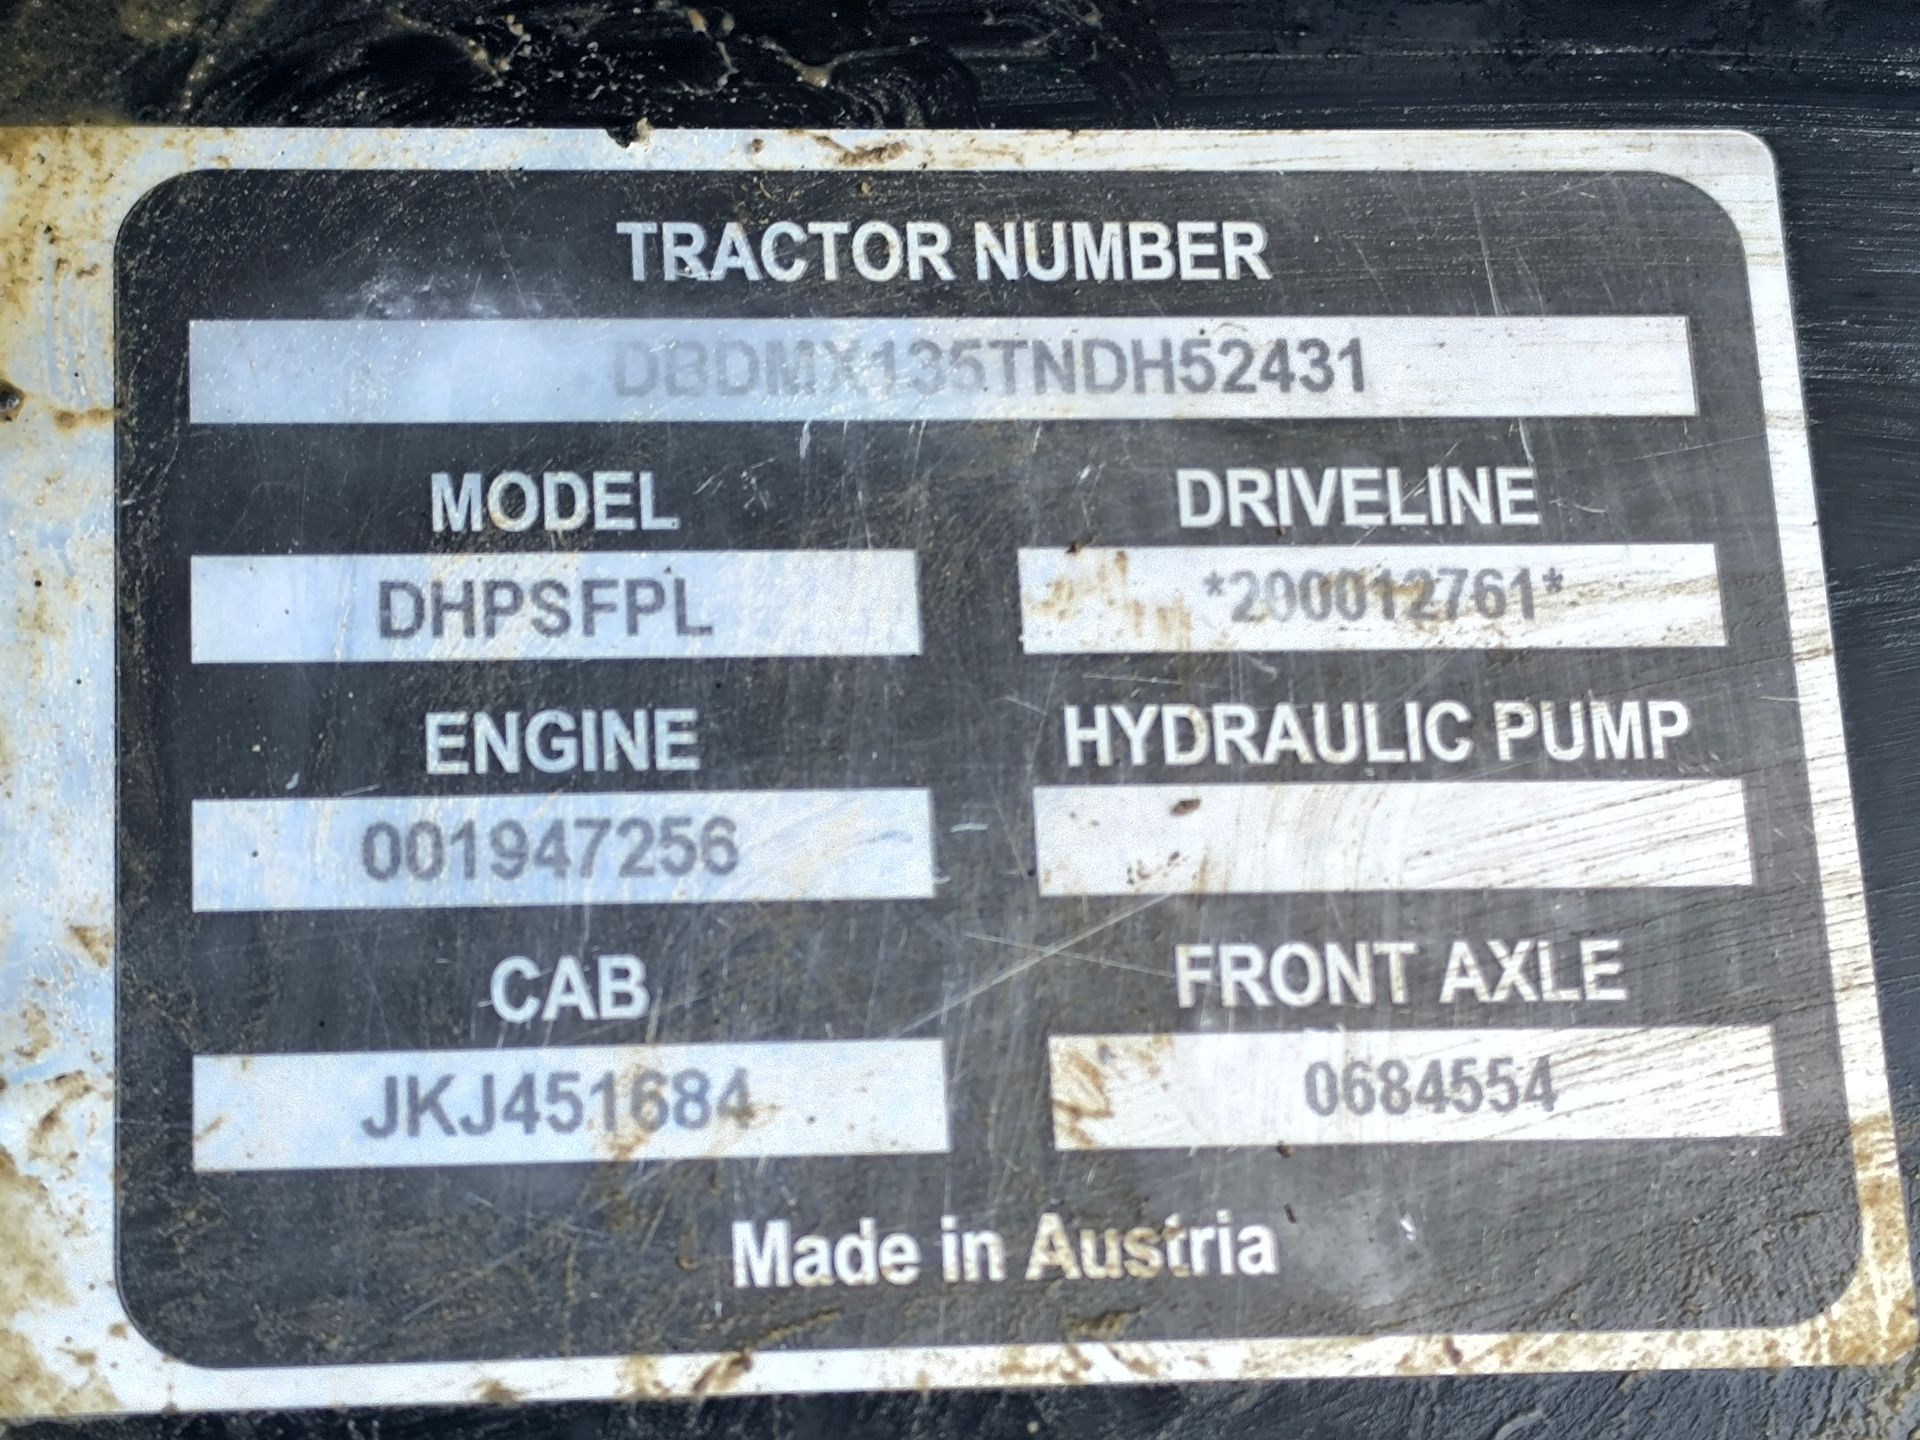 TRACTOR NUMBER
DBDMX135TNDH52431
MODEL DRIVELINE
DHPSFPL *200012761*
ENGINE HYDRAULIC PUMP
001947256
CAB FRONT AXLE
JKJ451684 0684554
Made in Austria